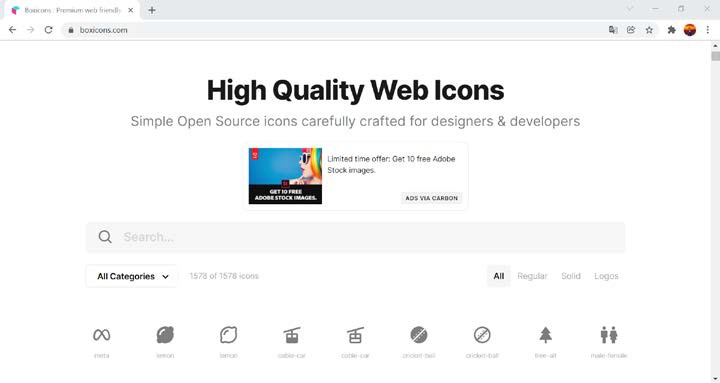 Boxicons : Premium web friendly
boxicons.com
High Quality Web Icons
Simple Open Source icons carefully crafted for designers & developers
Limited time offer: Get 10 free Adobe
Stock images.
GET 10 FREE
ADOBE STOCK IMAGES.
ADS VIA CARBON
Search...
All Categories
1578 of 1578 icons
All Regular Solid Logos
meta lemon lemon cable-car cable-car cricket-ball cricket-ball tree-alt male-female